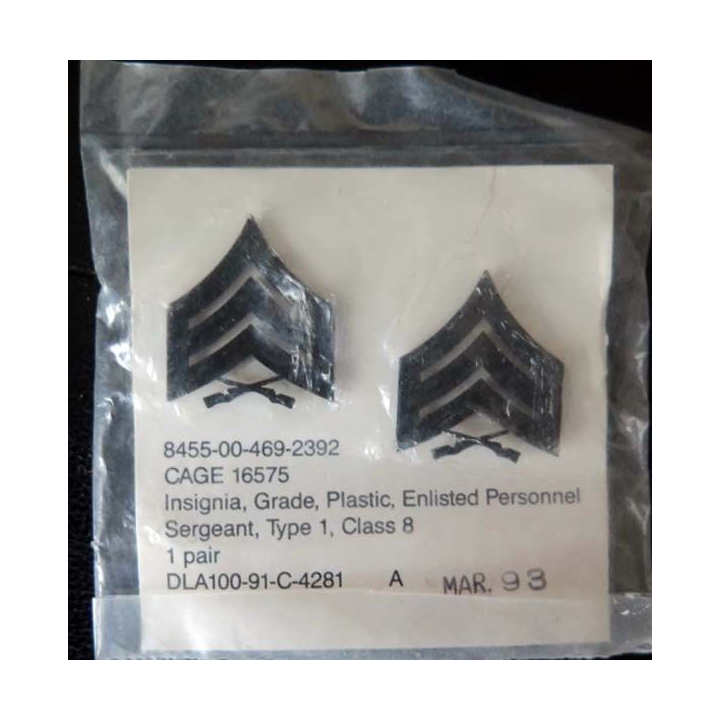 8455-00-469-2392
CAGE 16575
Insignia, Grade, Plastic, Enlisted Personnel
Sergeant, Type 1, Class 8
1 pair
DLA100-91-C-4281 A MAR. 93